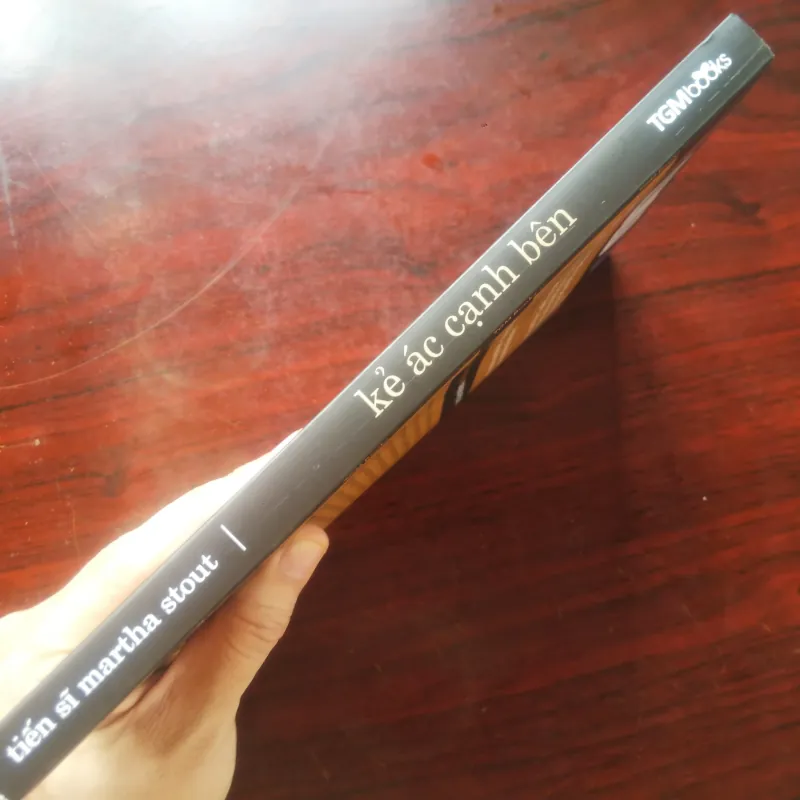 tiến sĩ martha stout
kẻ ác cạnh bên
TGMbooks